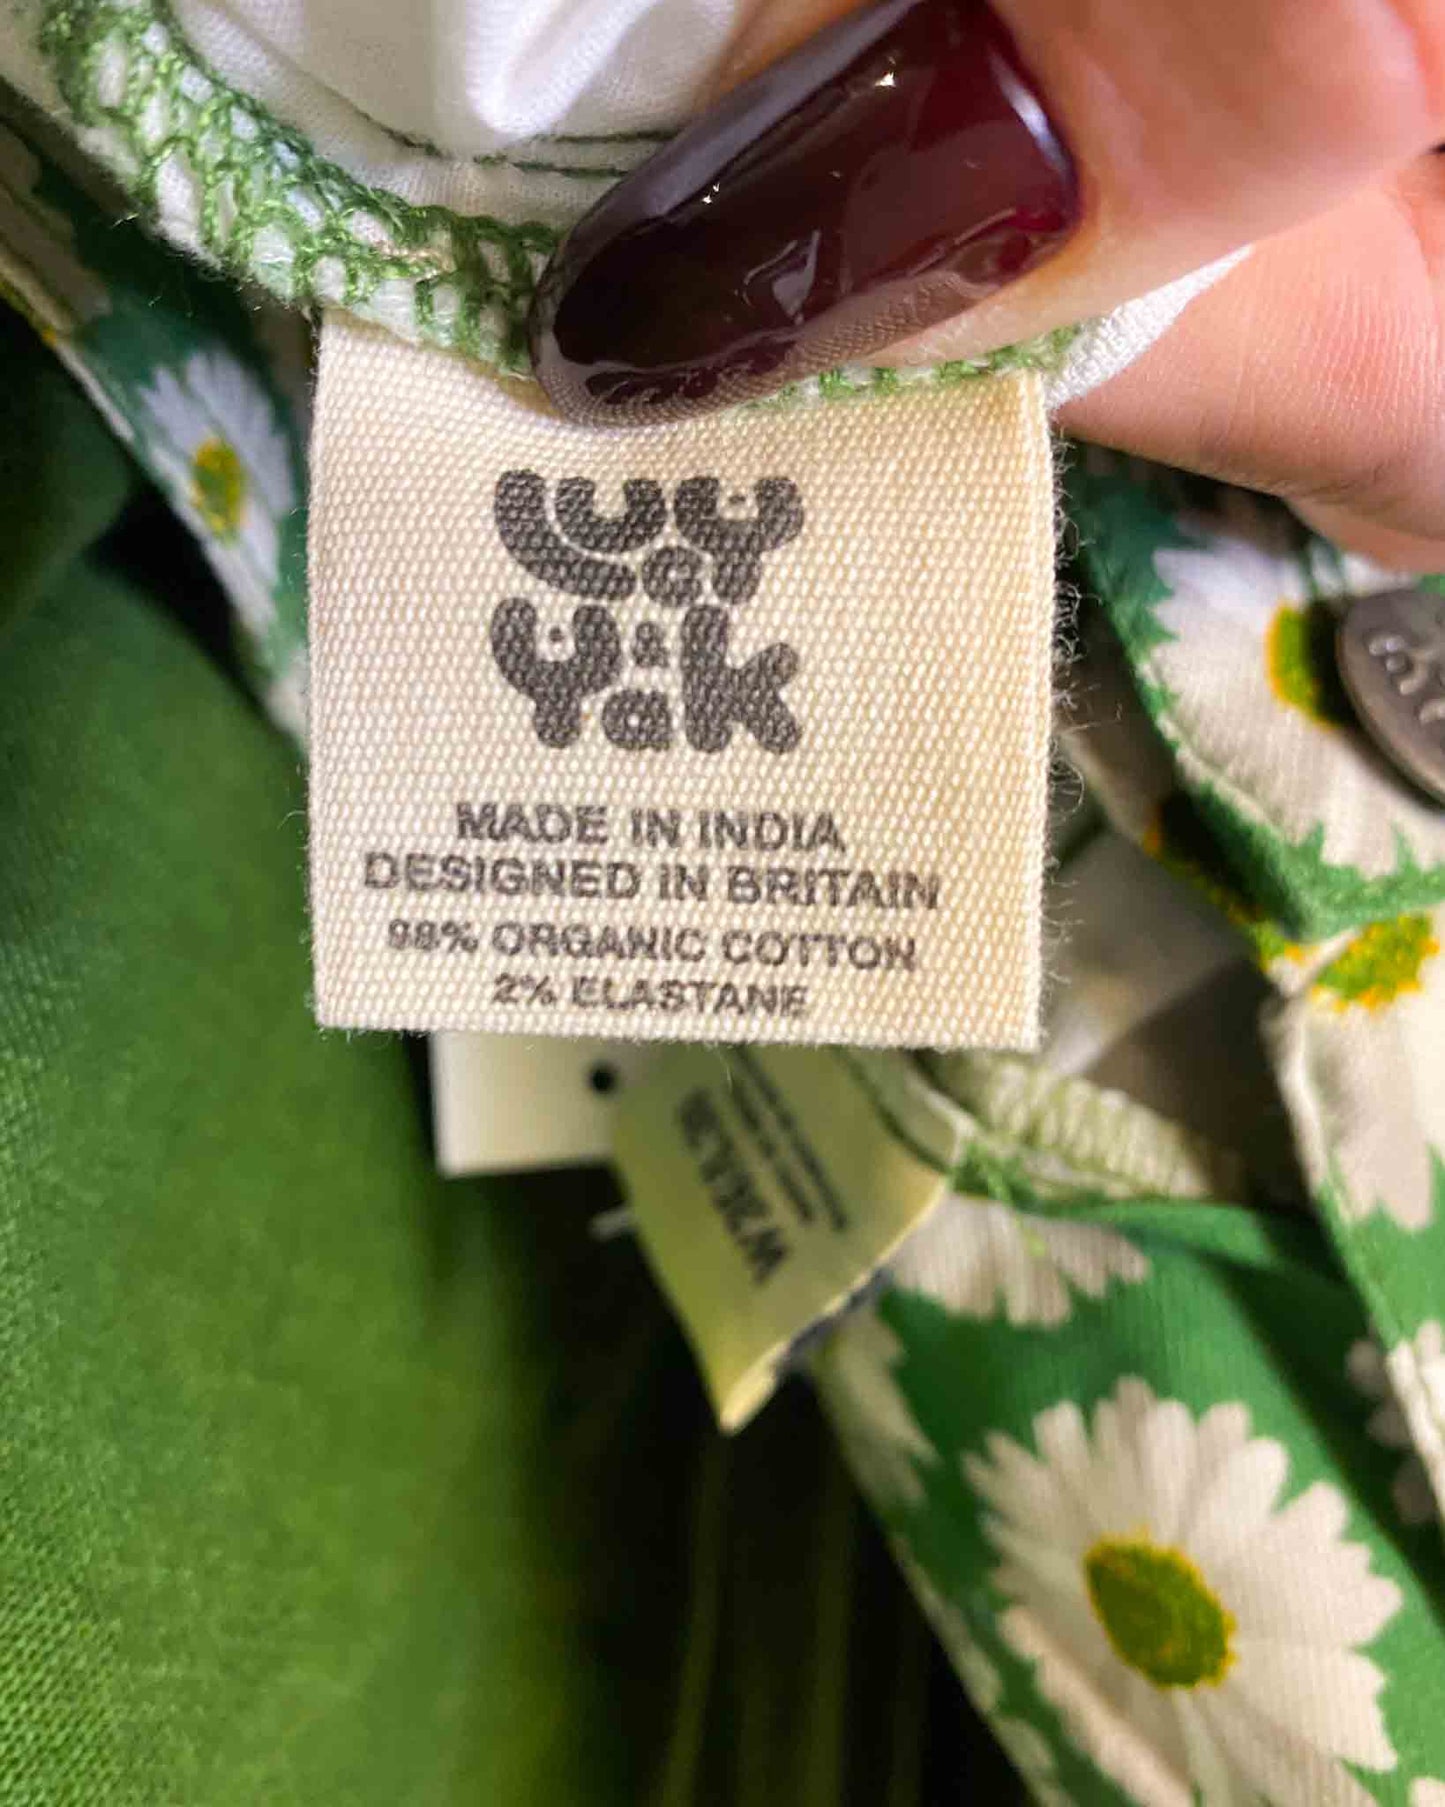 Lucy
& Yak
MADE IN INDIA
DESIGNED IN BRITAIN
98% ORGANIC COTTON
2% ELASTANE